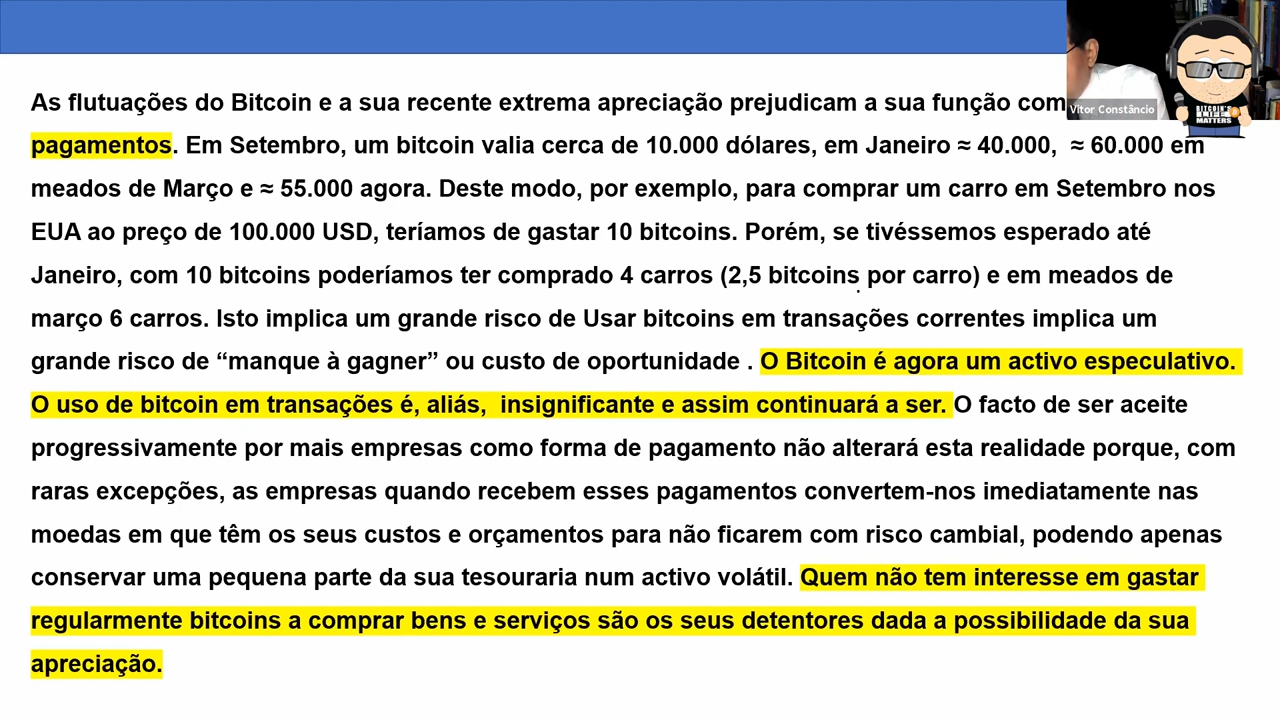 As flutuações do Bitcoin e a sua recente extrema apreciação prejudicam a sua função com
pagamentos. Em Setembro, um bitcoin valia cerca de 10.000 dólares, em Janeiro ≈ 40.000, ≈ 60.000 em
meados de Março e ≈ 55.000 agora. Deste modo, por exemplo, para comprar um carro em Setembro nos
EUA ao preço de 100.000 USD, teríamos de gastar 10 bitcoins. Porém, se tivéssemos esperado até
Janeiro, com 10 bitcoins poderíamos ter comprado 4 carros (2,5 bitcoins por carro) e em meados de
março 6 carros. Isto implica um grande risco de Usar bitcoins em transações correntes implica um
grande risco de “manque à gagner” ou custo de oportunidade . O Bitcoin é agora um activo especulativo.
O uso de bitcoin em transações é, aliás, insignificante e assim continuará a ser. O facto de ser aceite
progressivamente por mais empresas como forma de pagamento não alterará esta realidade porque, com
raras excepções, as empresas quando recebem esses pagamentos convertem-nos imediatamente nas
moedas em que têm os seus custos e orçamentos para não ficarem com risco cambial, podendo apenas
conservar uma pequena parte da sua tesouraria num activo volátil. Quem não tem interesse em gastar
regularmente bitcoins a comprar bens e serviços são os seus detentores dada a possibilidade da sua
apreciação.
Vitor Constâncio
BITCOIN'S
LIFE
MATTERS